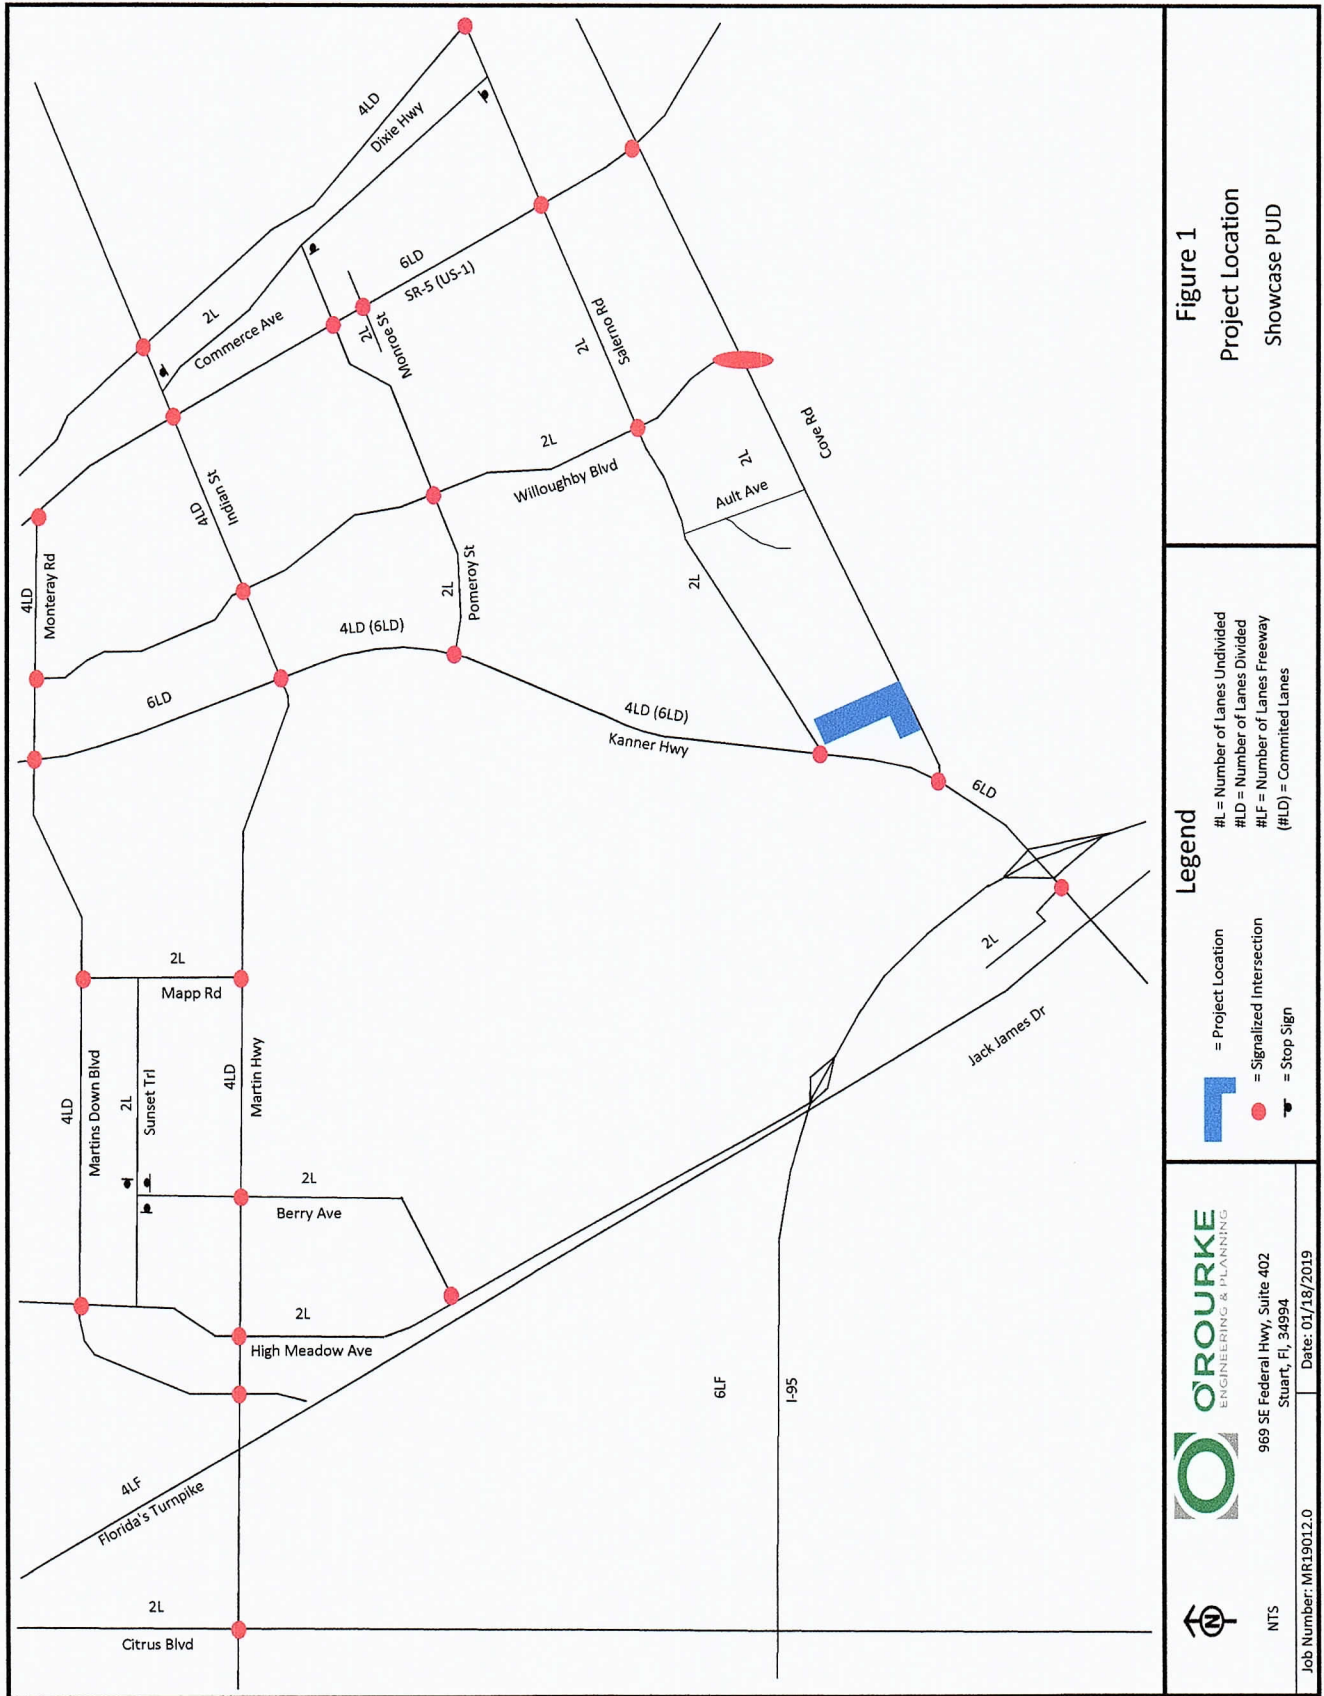 4LD
Dixie Hwy
2L
Commerce Ave
6LD
SR-5 (US-1)
2L
Monroe St
Salerno Rd
2L
Cove Rd
2L
Ault Ave
2L
Willoughby Blvd
4LD
Indian St
4LD
Monteray Rd
2L
Pomeroy St
2L
4LD (6LD)
6LD
4LD (6LD)
Kanner Hwy
6LD
2L
Mapp Rd
2L
4LD
Martins Down Blvd
2L
Sunset Trl
4LD
Martin Hwy
Jack James Dr
2L
Berry Ave
2L
High Meadow Ave
6LF
I-95
4LF
Florida's Turnpike
2L
Citrus Blvd
N
NTS
O'ROURKE
ENGINEERING & PLANNING
969 SE Federal Hwy, Suite 402
Stuart, Fl, 34994
Job Number: MR19012.0
Date: 01/18/2019
Legend
= Project Location
= Signalized Intersection
= Stop Sign
#L = Number of Lanes Undivided
#LD = Number of Lanes Divided
#LF = Number of Lanes Freeway
(#LD) = Commited Lanes
Figure 1
Project Location
Showcase PUD